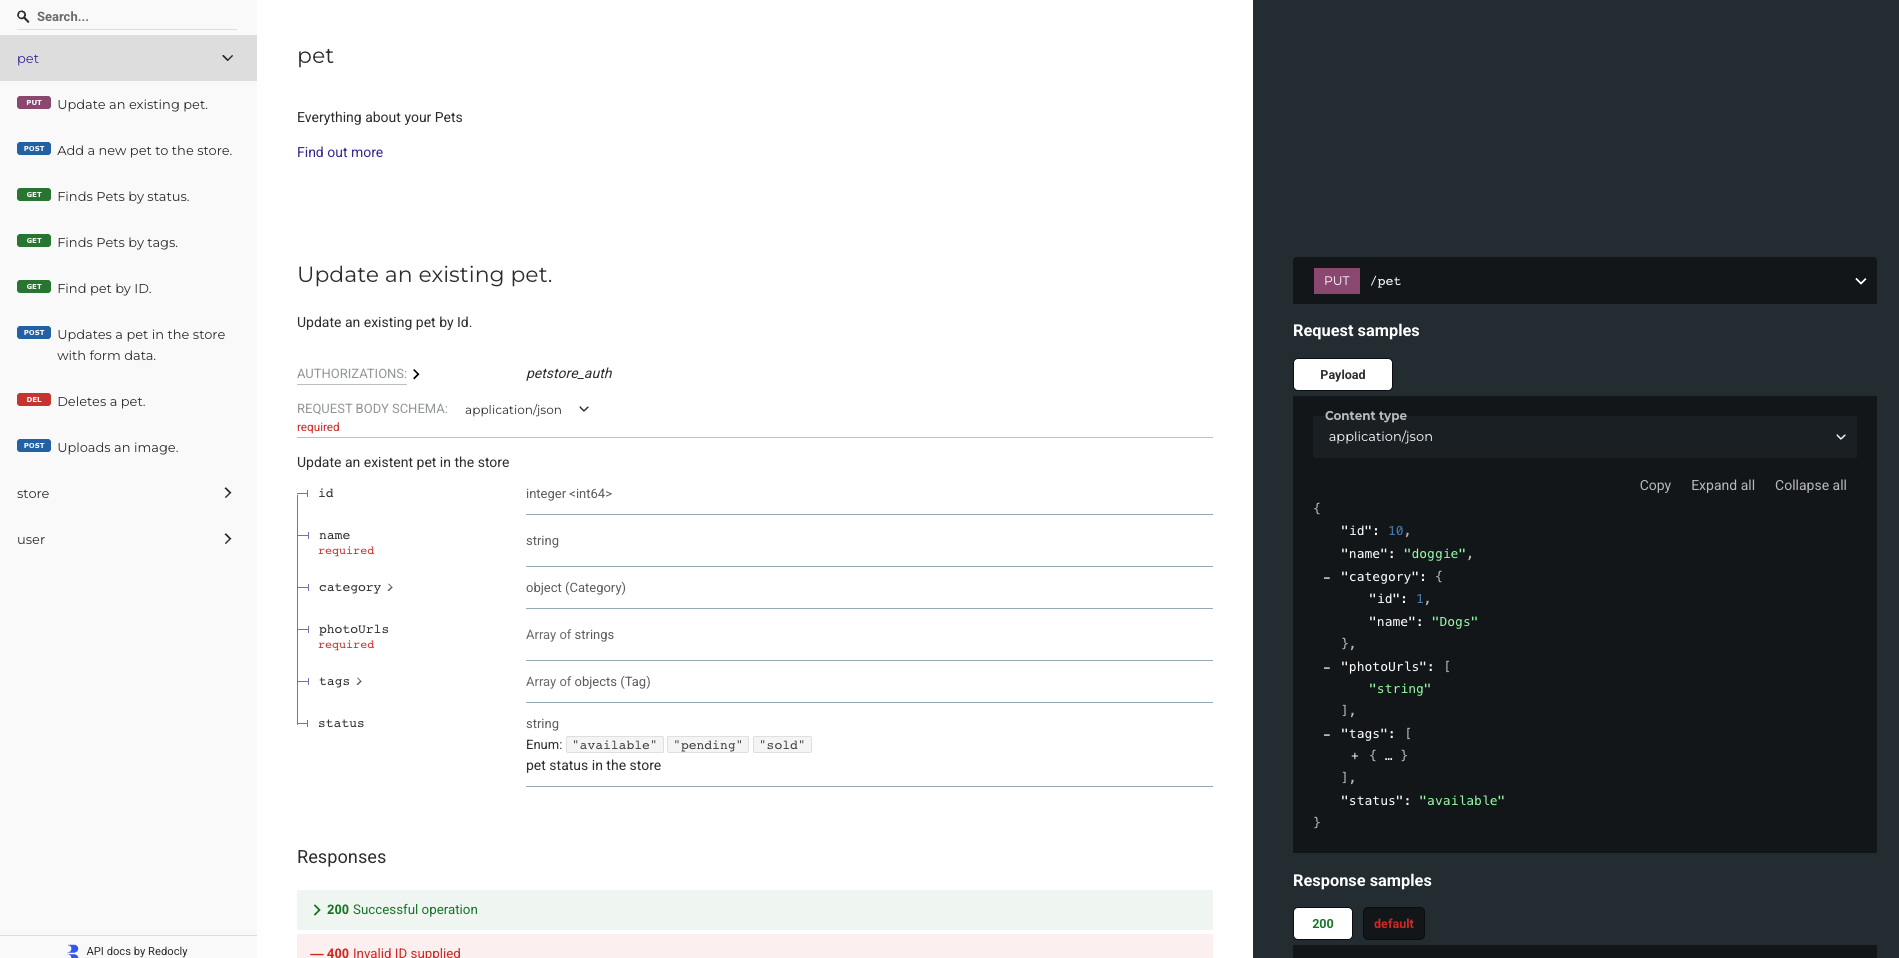 Search...
pet
PUT Update an existing pet.
POST Add a new pet to the store.
GET Finds Pets by status.
GET Finds Pets by tags.
GET Find pet by ID.
POST Updates a pet in the store
with form data.
DEL Deletes a pet.
POST Uploads an image.
store
user
API docs by Redocly
pet
Everything about your Pets
Find out more
Update an existing pet.
Update an existing pet by Id.
AUTHORIZATIONS: petstore_auth
REQUEST BODY SCHEMA: application/json
required
Update an existent pet in the store
id integer <int64>
name
required
string
category object (Category)
photoUrls
required
Array of strings
tags Array of objects (Tag)
status string
Enum: "available" "pending" "sold"
pet status in the store
Responses
200 Successful operation
— 400 Invalid ID supplied
PUT /pet
Request samples
Payload
Content type
application/json
Copy Expand all Collapse all
{
"id": 10,
"name": "doggie",
- "category": {
"id": 1,
"name": "Dogs"
},
- "photoUrls": [
"string"
],
- "tags": [
+ { … }
],
"status": "available"
}
Response samples
200 default